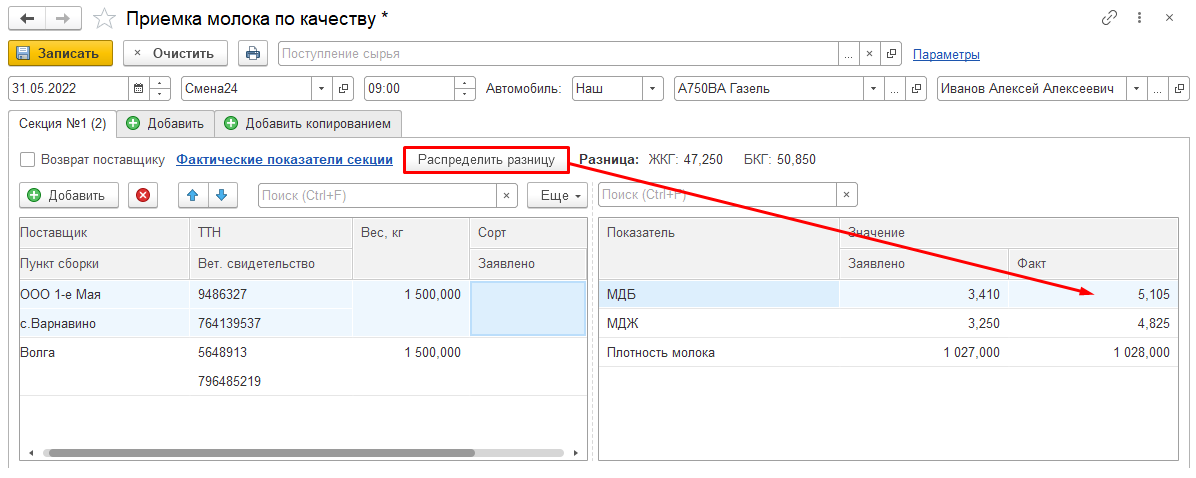 Приемка молока по качеству *
Записать × Очистить Поступление сырья ... × Параметры
31.05.2022 Смена24 09:00 Автомобиль: Наш А750ВА Газель ... Иванов Алексей Алексеевич ...
Секция №1 (2) Добавить Добавить копированием
Возврат поставщику Фактические показатели секции Распределить разницу Разница: ЖКГ: 47,250 БКГ: 50,850
Добавить Поиск (Ctrl+F) × Еще Поиск (Ctrl+F) ×
Поставщик ТТН Вес, кг Сорт Показатель Значение
Пункт сборки Вет. свидетельство Заявлено Заявлено Факт
ООО 1-е Мая 9486327 1 500,000 МДБ 3,410 5,105
с.Варнавино 764139537 МДЖ 3,250 4,825
Волга 5648913 1 500,000 Плотность молока 1 027,000 1 028,000
796485219